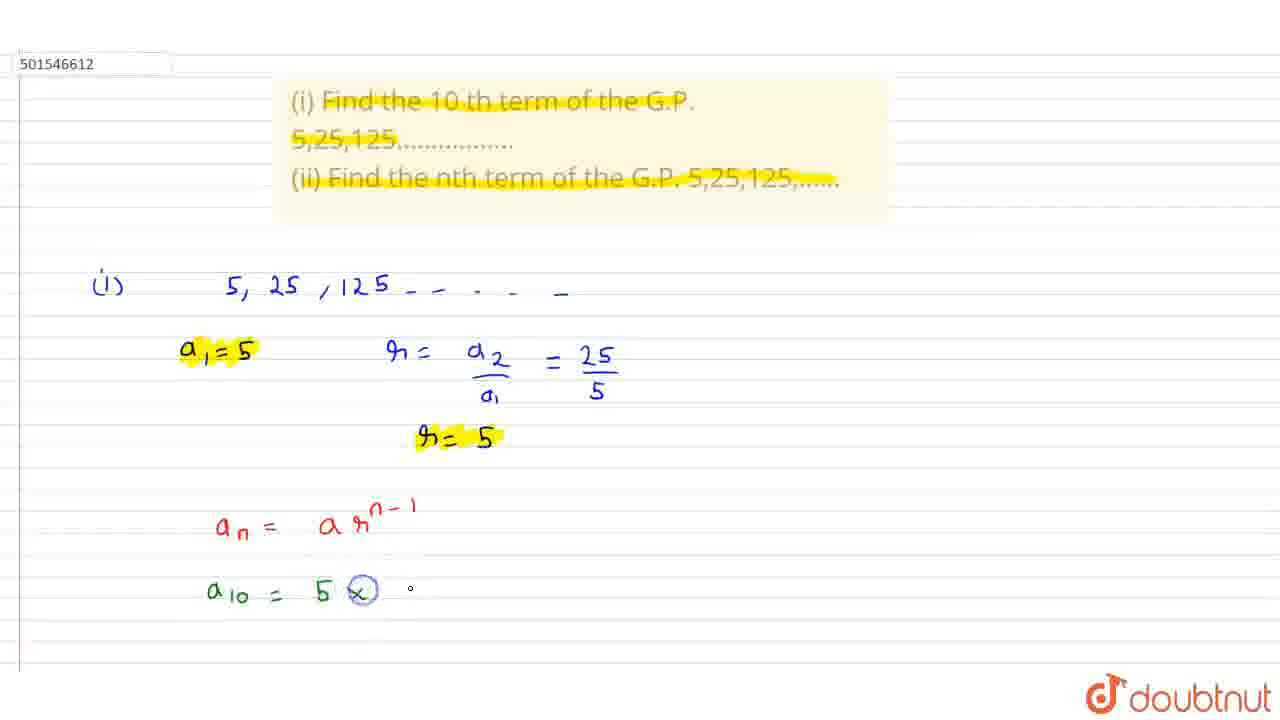 501546612
(i) Find the 10 th term of the G.P.
5,25,125.................
(ii) Find the nth term of the G.P. 5,25,125,......
(i) 5, 25 , 125 - - - - -
a₁ = 5 r = a₂/a₁ = 25/5
r = 5
aₙ = a rⁿ⁻¹
a₁₀ = 5 ×
doubtnut